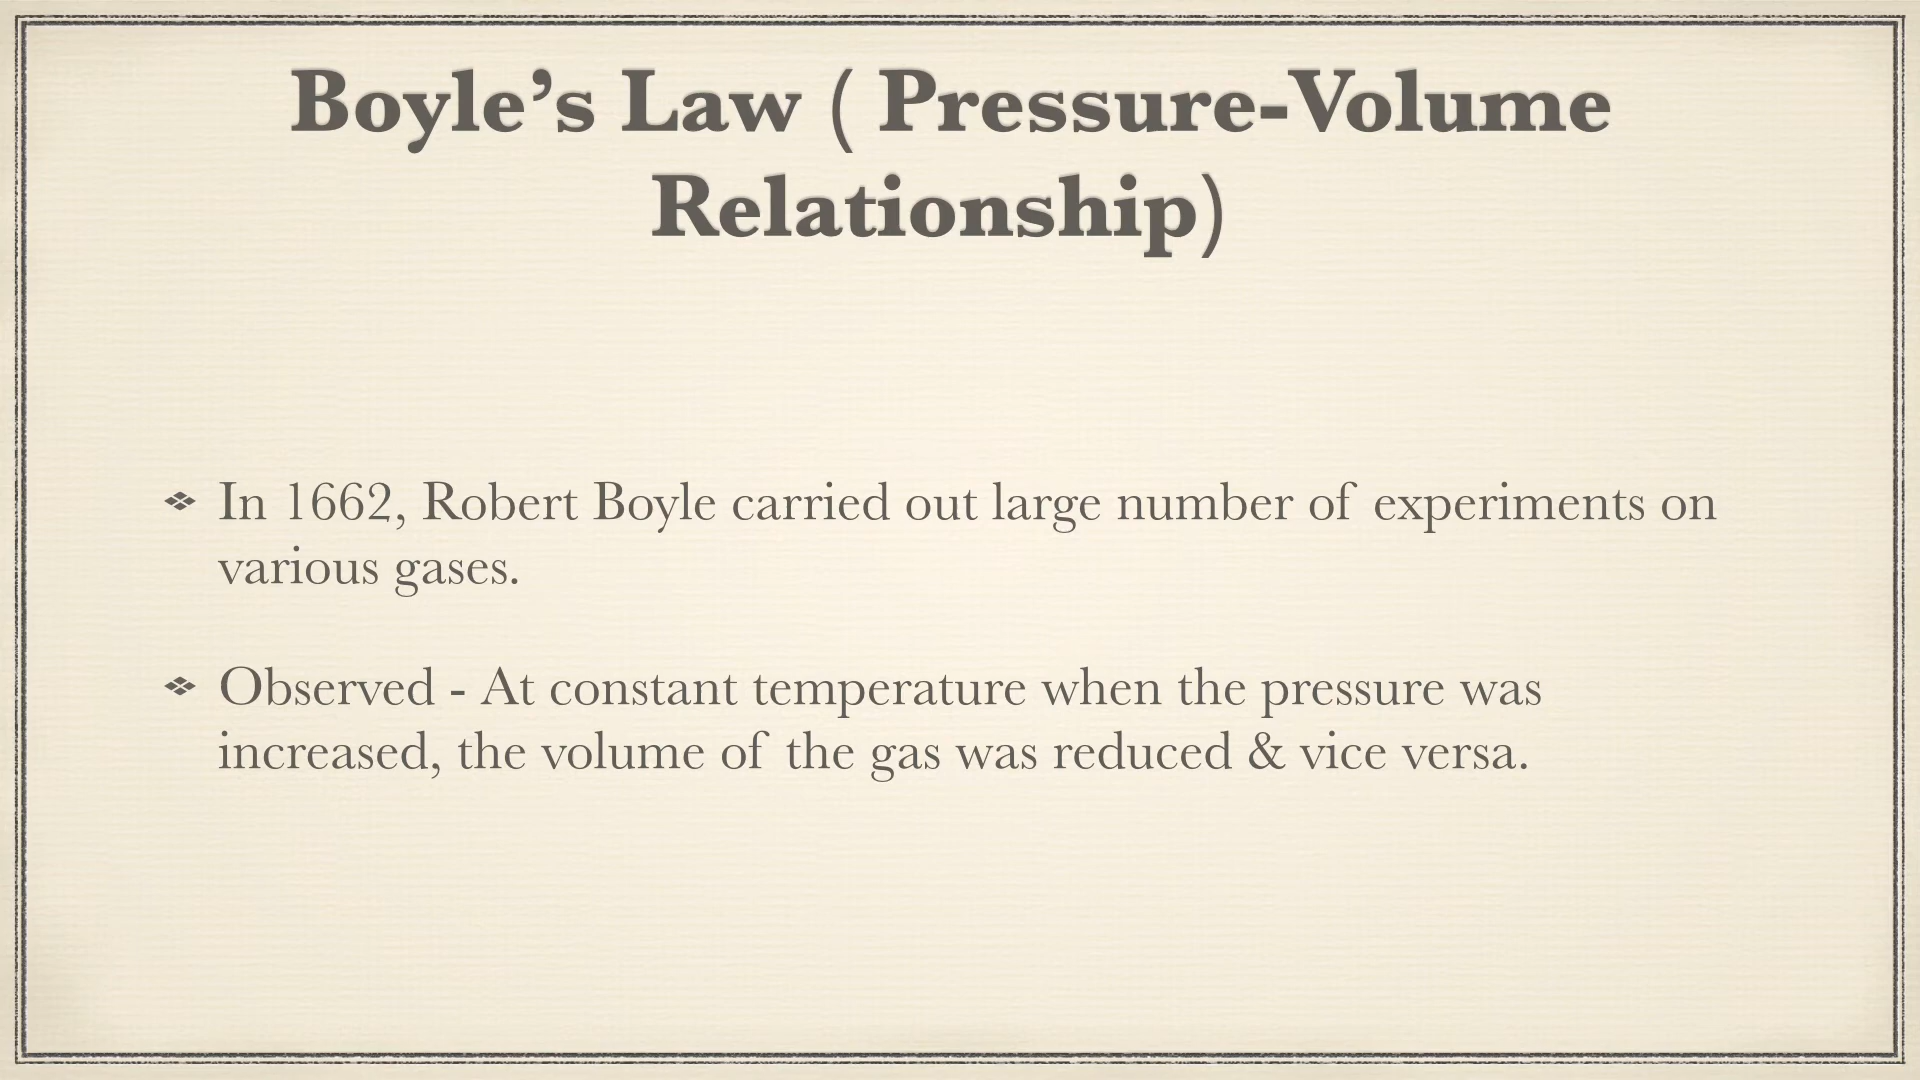 Boyle’s Law ( Pressure-Volume
Relationship)
❖ In 1662, Robert Boyle carried out large number of experiments on
various gases.
❖ Observed - At constant temperature when the pressure was
increased, the volume of the gas was reduced & vice versa.